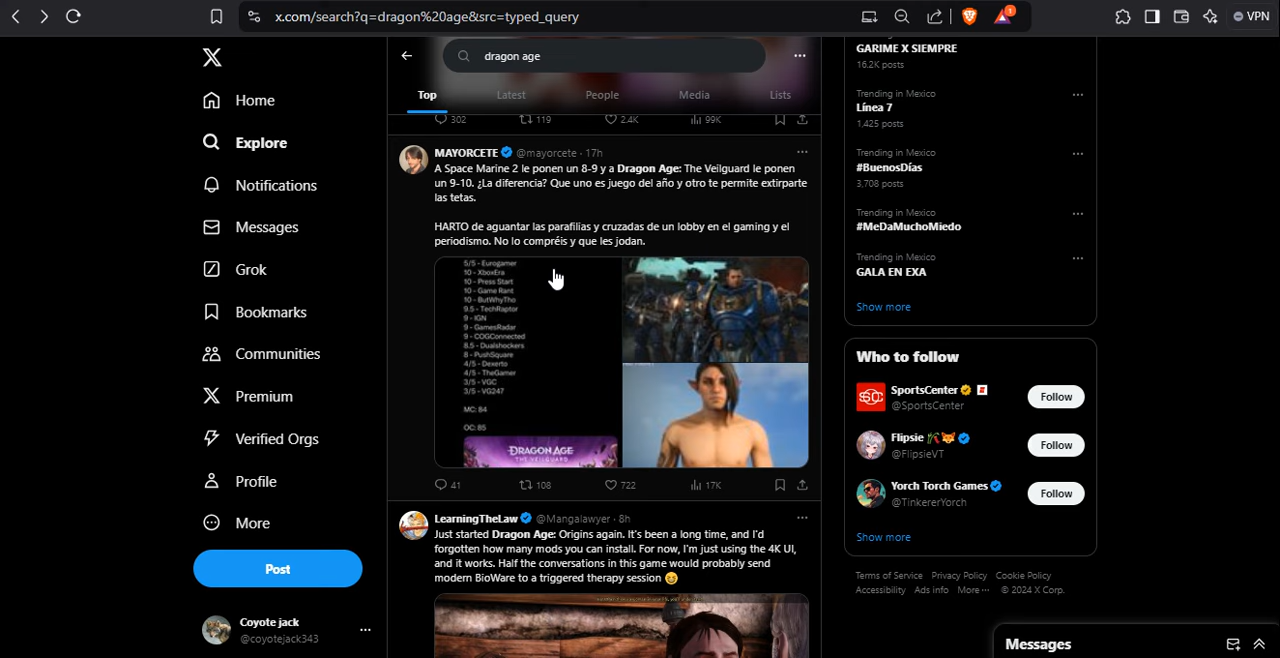 x.com/search?q=dragon%20age&src=typed_query
VPN
Home
Explore
Notifications
Messages
Grok
Bookmarks
Communities
Premium
Verified Orgs
Profile
More
Post
Coyote jack
@coyotejack343
dragon age
Top Latest People Media Lists
302 119 2.4K 99K
MAYORCETE @mayorcete · 17h
A Space Marine 2 le ponen un 8-9 y a Dragon Age: The Veilguard le ponen
un 9-10. ¿La diferencia? Que uno es juego del año y otro te permite extirparte
las tetas.
HARTO de aguantar las parafilias y cruzadas de un lobby en el gaming y el
periodismo. No lo compréis y que les jodan.
5/5 - Eurogamer
10 - XboxEra
10 - Press Start
10 - Game Rant
10 - ButWhyTho
9.5 - TechRaptor
9 - IGN
9 - GamesRadar
9 - COGConnected
8.5 - Dualshockers
8 - PushSquare
4/5 - Dexerto
4/5 - TheGamer
3/5 - VGC
3/5 - VG247
MC: 84
OC: 85
DRAGON AGE
THE VEILGUARD
41 108 722 17K
LearningTheLaw @Mangalawyer · 8h
Just started Dragon Age: Origins again. It's been a long time, and I'd
forgotten how many mods you can install. For now, I'm just using the 4K UI,
and it works. Half the conversations in this game would probably send
modern BioWare to a triggered therapy session 😆
GARIME X SIEMPRE
16.2K posts
Trending in Mexico
Línea 7
1,425 posts
Trending in Mexico
#BuenosDías
3,708 posts
Trending in Mexico
#MeDaMuchoMiedo
Trending in Mexico
GALA EN EXA
Show more
Who to follow
SportsCenter
@SportsCenter
Follow
Flipsie
@FlipsieVT
Follow
Yorch Torch Games
@TinkererYorch
Follow
Show more
Terms of Service Privacy Policy Cookie Policy
Accessibility Ads info More ··· © 2024 X Corp.
Messages